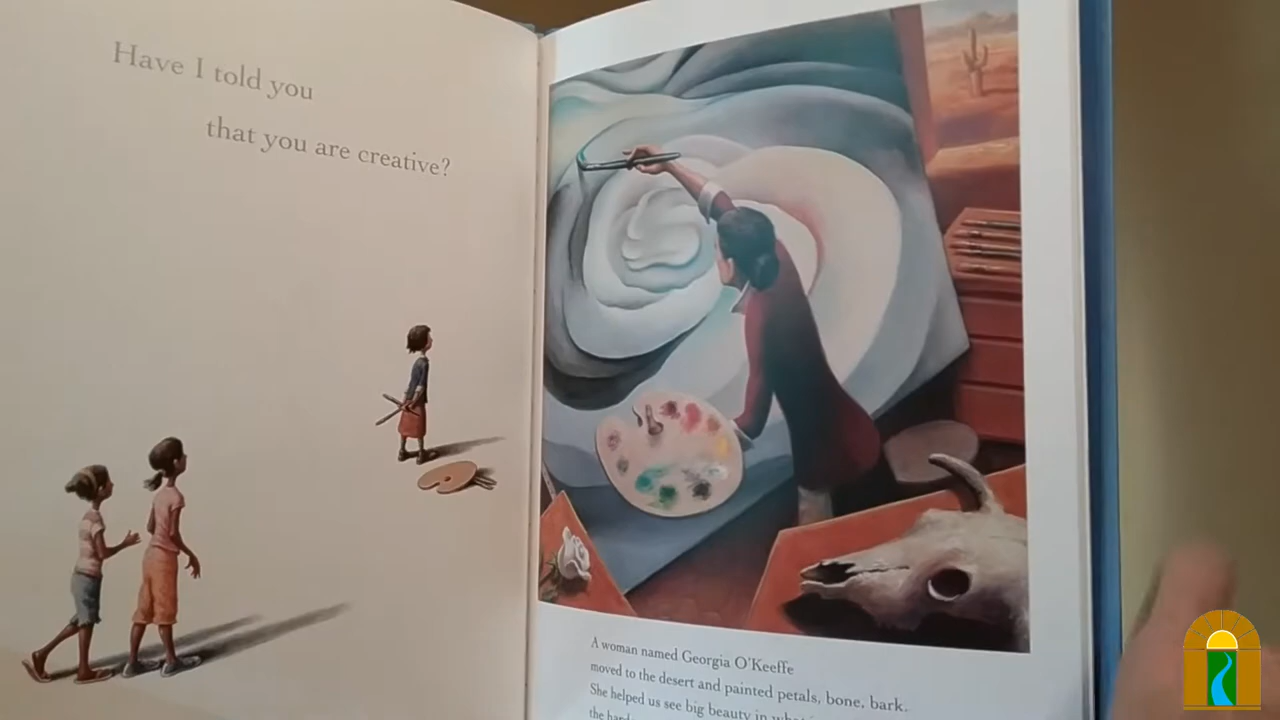 Have I told you
that you are creative?
A woman named Georgia O'Keeffe
moved to the desert and painted petals, bone, bark.
She helped us see big beauty in
the